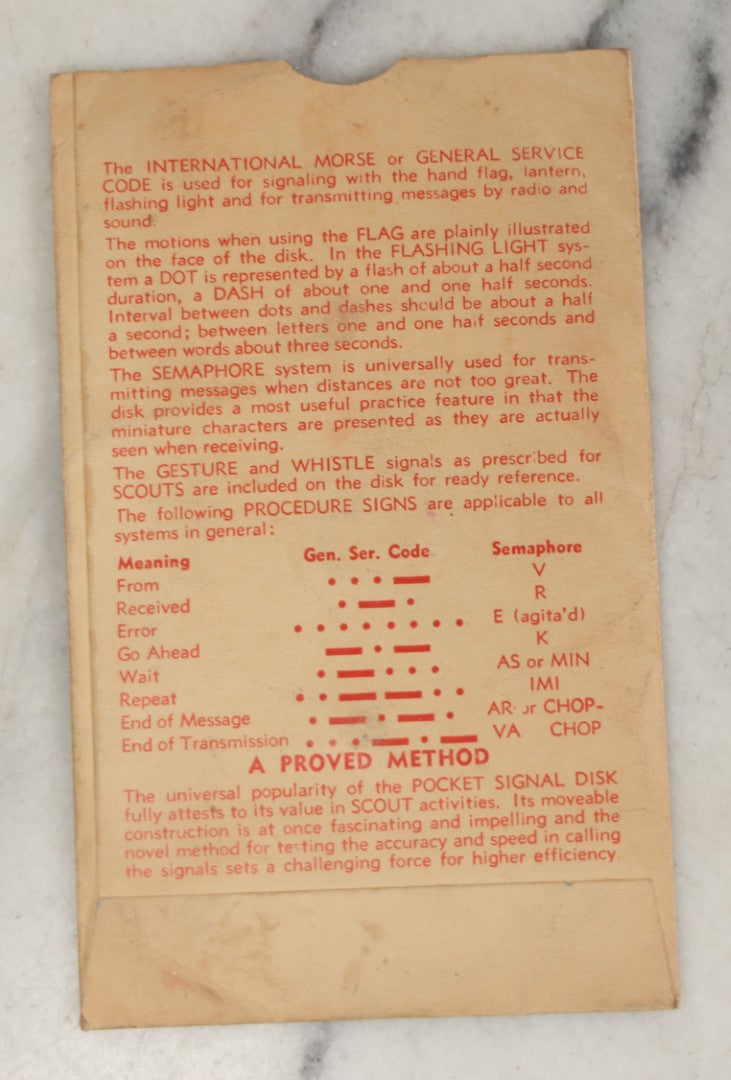 The INTERNATIONAL MORSE or GENERAL SERVICE
CODE is used for signaling with the hand flag, lantern,
flashing light and for transmitting messages by radio and
sound.
The motions when using the FLAG are plainly illustrated
on the face of the disk. In the FLASHING LIGHT sys-
tem a DOT is represented by a flash of about a half second
duration, a DASH of about one and one half seconds.
Interval between dots and dashes should be about a half
a second; between letters one and one half seconds and
between words about three seconds.
The SEMAPHORE system is universally used for trans-
mitting messages when distances are not too great. The
disk provides a most useful practice feature in that the
miniature characters are presented as they are actually
seen when receiving.
The GESTURE and WHISTLE signals as prescribed for
SCOUTS are included on the disk for ready reference.
The following PROCEDURE SIGNS are applicable to all
systems in general:
Meaning Gen. Ser. Code Semaphore
From • • • — V
Received • — • R
Error • • • • • • • • E (agita'd)
Go Ahead — • — K
Wait • — • • • AS or MIN
Repeat • • — — • • IMI
End of Message • — • — • AR or CHOP-
End of Transmission • • • — • — VA CHOP
A PROVED METHOD
The universal popularity of the POCKET SIGNAL DISK
fully attests to its value in SCOUT activities. Its moveable
construction is at once fascinating and impelling and the
novel method for testing the accuracy and speed in calling
the signals sets a challenging force for higher efficiency.